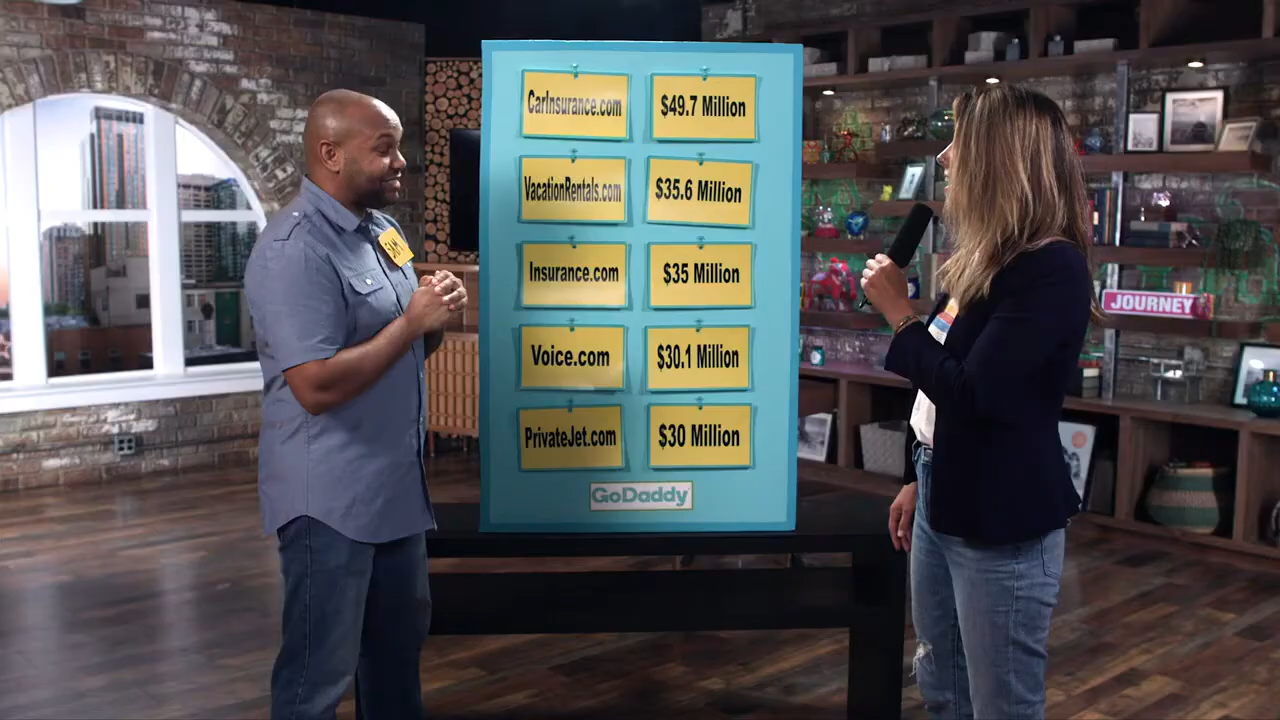 CarInsurance.com $49.7 Million
VacationRentals.com $35.6 Million
Insurance.com $35 Million
Voice.com $30.1 Million
PrivateJet.com $30 Million
GoDaddy
SAM
JOURNEY